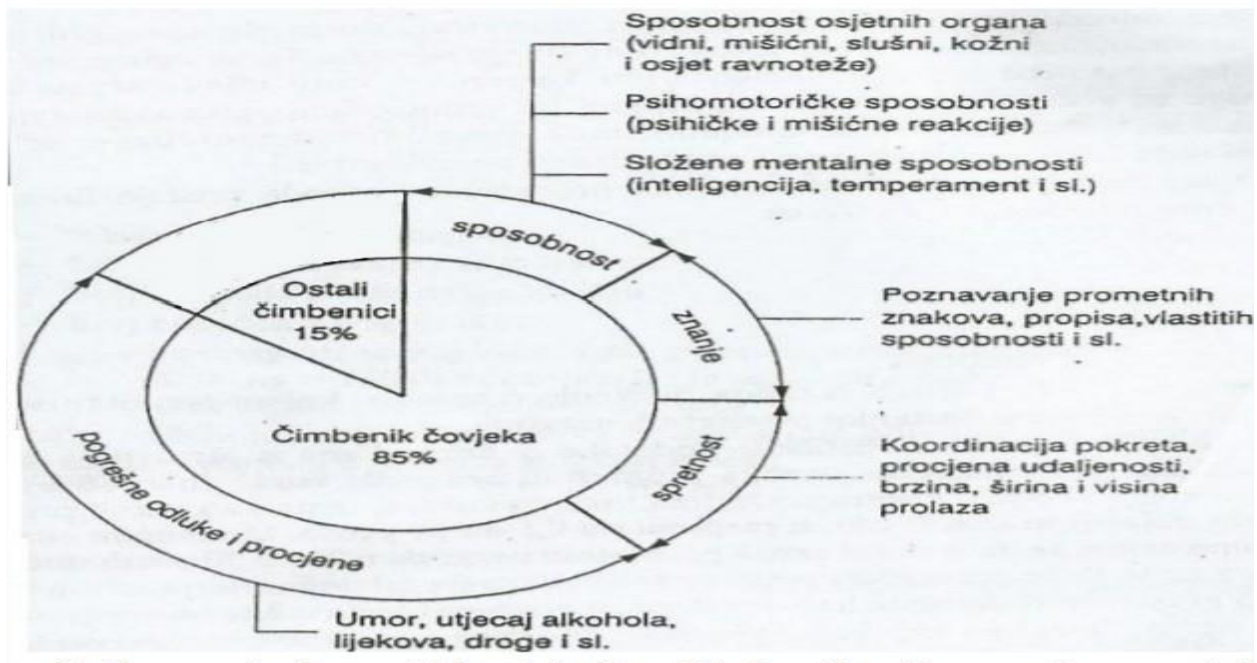 Sposobnost osjetnih organa
(vidni, mišićni, slušni, kožni
i osjet ravnoteže)
Psihomotoričke sposobnosti
(psihičke i mišićne reakcije)
Složene mentalne sposobnosti
(inteligencija, temperament i sl.)
sposobnost
Ostali
čimbenici
15%
znanje
Poznavanje prometnih
znakova, propisa,vlastitih
sposobnosti i sl.
Čimbenik čovjeka
85%
spretnost
Koordinacija pokreta,
procjena udaljenosti,
brzina, širina i visina
prolaza
pogrešne odluke i procjene
Umor, utjecaj alkohola,
lijekova, droge i sl.